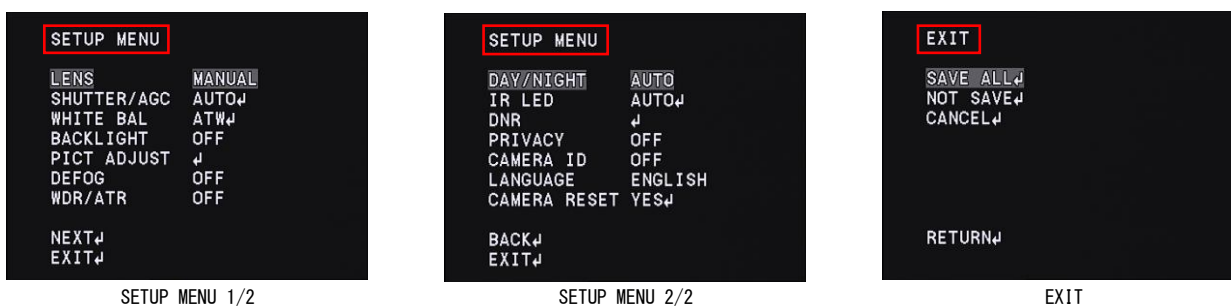 SETUP MENU
LENS MANUAL
SHUTTER/AGC AUTO↲
WHITE BAL ATW↲
BACKLIGHT OFF
PICT ADJUST ↲
DEFOG OFF
WDR/ATR OFF
NEXT↲
EXIT↲
SETUP MENU 1/2
SETUP MENU
DAY/NIGHT AUTO
IR LED AUTO↲
DNR ↲
PRIVACY OFF
CAMERA ID OFF
LANGUAGE ENGLISH
CAMERA RESET YES↲
BACK↲
EXIT↲
SETUP MENU 2/2
EXIT
SAVE ALL↲
NOT SAVE↲
CANCEL↲
RETURN↲
EXIT